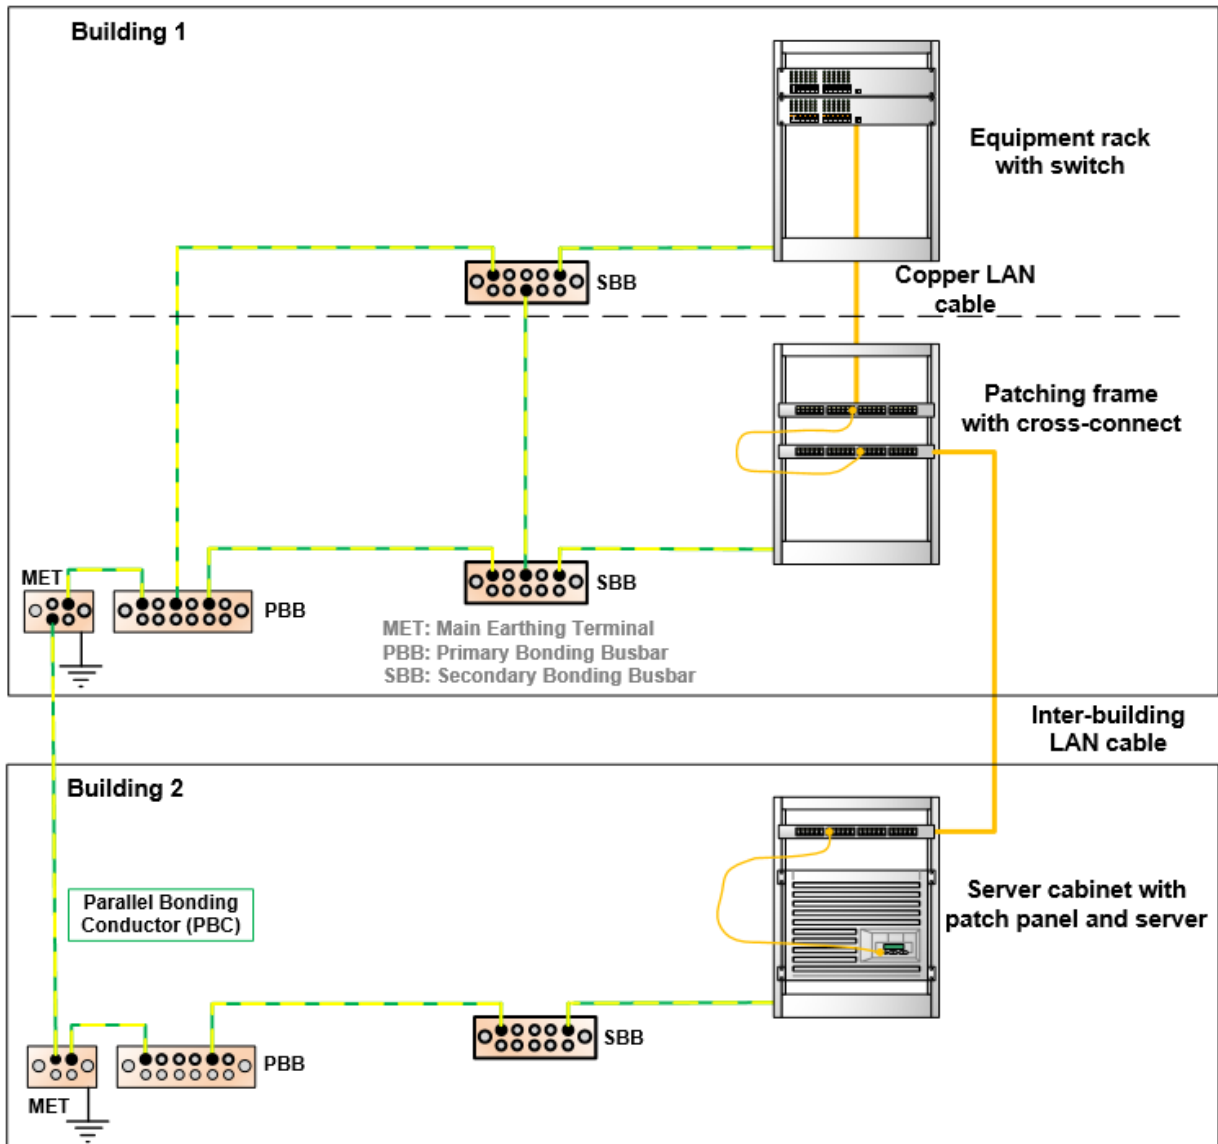 Building 1
Equipment rack
with switch
SBB
Copper LAN
cable
Patching frame
with cross-connect
MET
PBB
SBB
MET: Main Earthing Terminal
PBB: Primary Bonding Busbar
SBB: Secondary Bonding Busbar
Inter-building
LAN cable
Building 2
Parallel Bonding
Conductor (PBC)
Server cabinet with
patch panel and server
SBB
PBB
MET